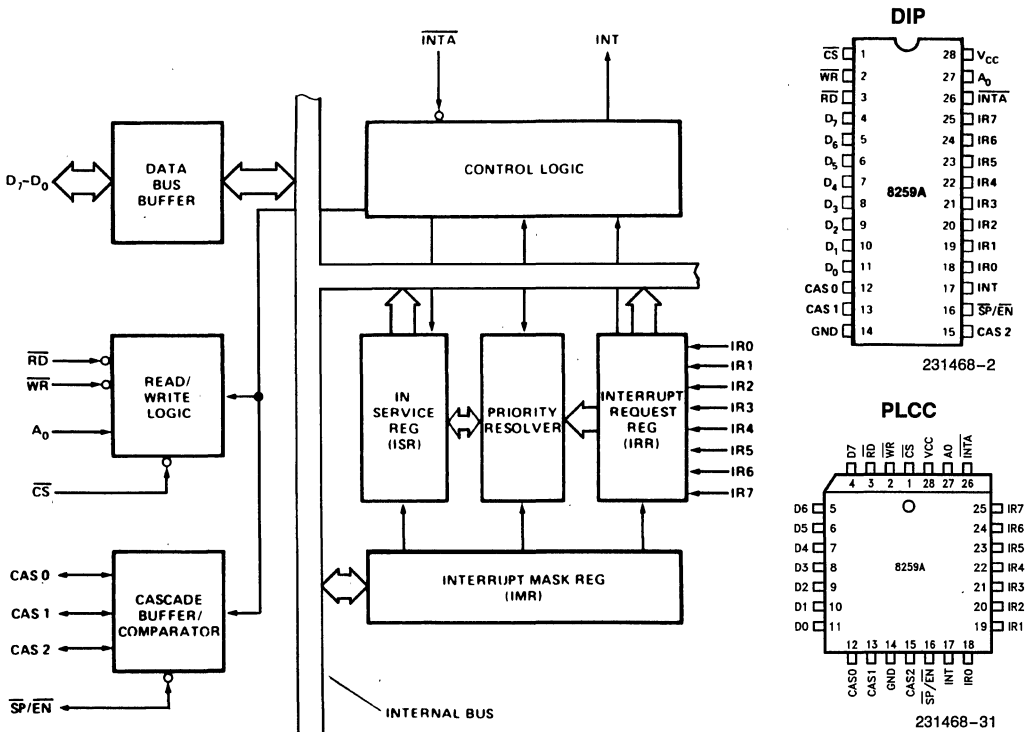 INTA
INT
CONTROL LOGIC
D7-D0
DATA
BUS
BUFFER
RD
WR
A0
CS
READ/
WRITE
LOGIC
IN
SERVICE
REG
(ISR)
PRIORITY
RESOLVER
INTERRUPT
REQUEST
REG
(IRR)
IR0
IR1
IR2
IR3
IR4
IR5
IR6
IR7
CAS 0
CAS 1
CAS 2
SP/EN
CASCADE
BUFFER/
COMPARATOR
INTERRUPT MASK REG
(IMR)
INTERNAL BUS
DIP
CS 1 28 VCC
WR 2 27 A0
RD 3 26 INTA
D7 4 25 IR7
D6 5 24 IR6
D5 6 23 IR5
D4 7 22 IR4
8259A
D3 8 21 IR3
D2 9 20 IR2
D1 10 19 IR1
D0 11 18 IR0
CAS 0 12 17 INT
CAS 1 13 16 SP/EN
GND 14 15 CAS 2
231468-2
PLCC
D7 RD WR CS VCC A0 INTA
4 3 2 1 28 27 26
D6 5 25 IR7
D5 6 24 IR6
D4 7 23 IR5
D3 8 8259A 22 IR4
D2 9 21 IR3
D1 10 20 IR2
D0 11 19 IR1
12 13 14 15 16 17 18
CAS0 CAS1 GND CAS2 SP/EN INT IR0
231468-31